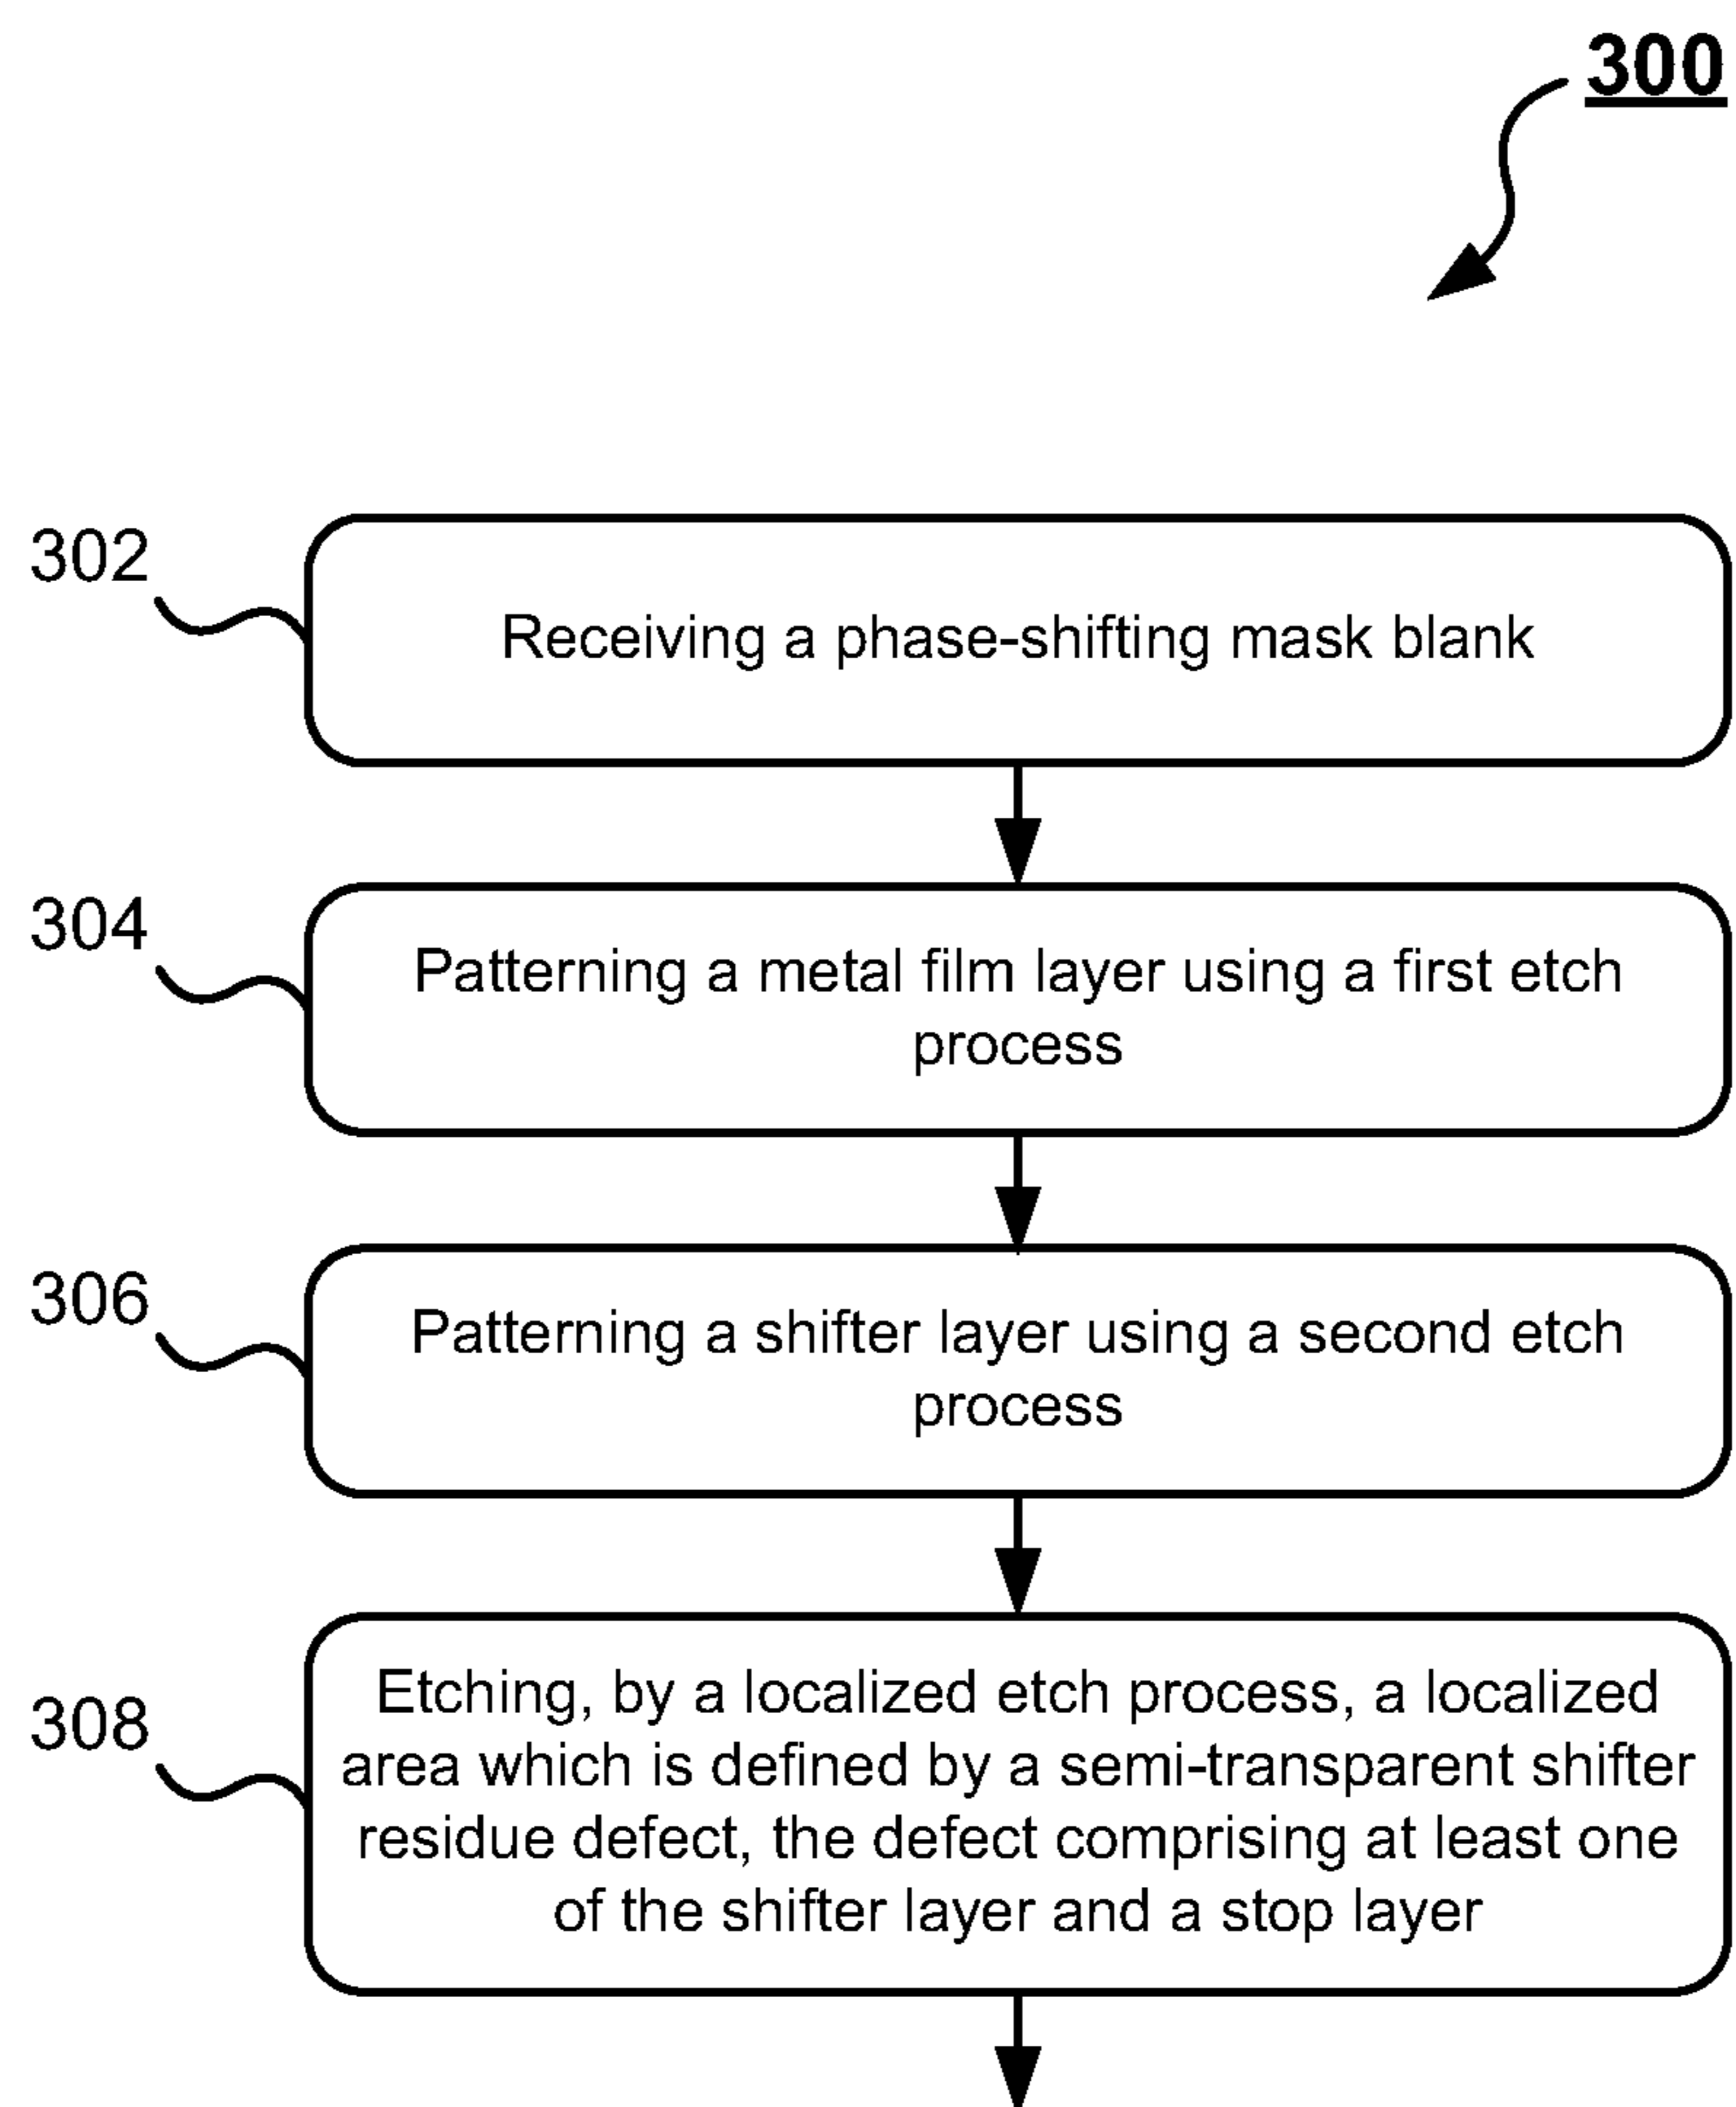 300
302
Receiving a phase-shifting mask blank
304
Patterning a metal film layer using a first etch
process
306
Patterning a shifter layer using a second etch
process
308
Etching, by a localized etch process, a localized
area which is defined by a semi-transparent shifter
residue defect, the defect comprising at least one
of the shifter layer and a stop layer